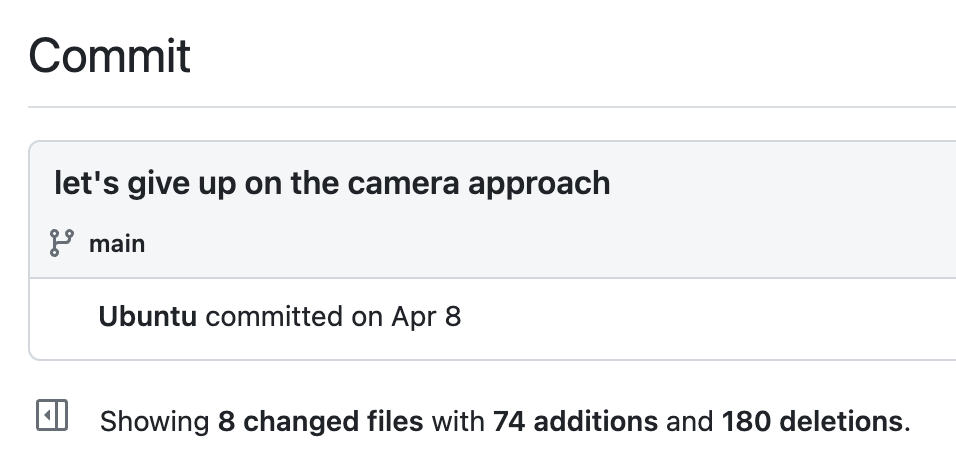 Commit
let's give up on the camera approach
main
Ubuntu committed on Apr 8
Showing 8 changed files with 74 additions and 180 deletions.